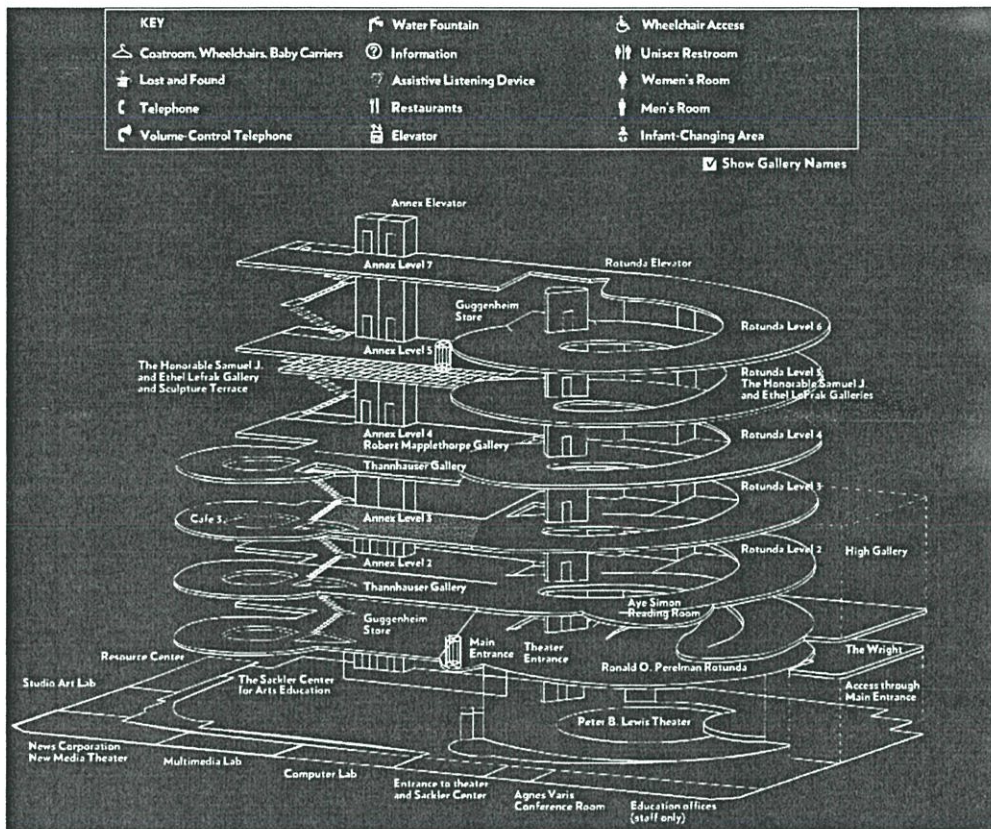 KEY
Coatroom, Wheelchairs, Baby Carriers
Lost and Found
Telephone
Volume-Control Telephone
Water Fountain
Information
Assistive Listening Device
Restaurants
Elevator
Wheelchair Access
Unisex Restroom
Women's Room
Men's Room
Infant-Changing Area
Show Gallery Names
Annex Elevator
Annex Level 7
Rotunda Elevator
Guggenheim
Store
Rotunda Level 6
Annex Level 5
The Honorable Samuel J.
and Ethel Lefrak Gallery
and Sculpture Terrace
Rotunda Level 5
The Honorable Samuel J.
and Ethel LeFrak Galleries
Annex Level 4
Robert Mapplethorpe Gallery
Rotunda Level 4
Thannhauser Gallery
Rotunda Level 3
Cafe 3
Annex Level 3
Rotunda Level 2
High Gallery
Annex Level 2
Thannhauser Gallery
Aye Simon
Reading Room
Guggenheim
Store
Main
Entrance
Theater
Entrance
The Wright
Resource Center
Ronald O. Perelman Rotunda
Studio Art Lab
The Sackler Center
for Arts Education
Access through
Main Entrance
Peter B. Lewis Theater
News Corporation
New Media Theater
Multimedia Lab
Computer Lab
Entrance to theater
and Sackler Center
Agnes Varis
Conference Room
Education offices
(staff only)